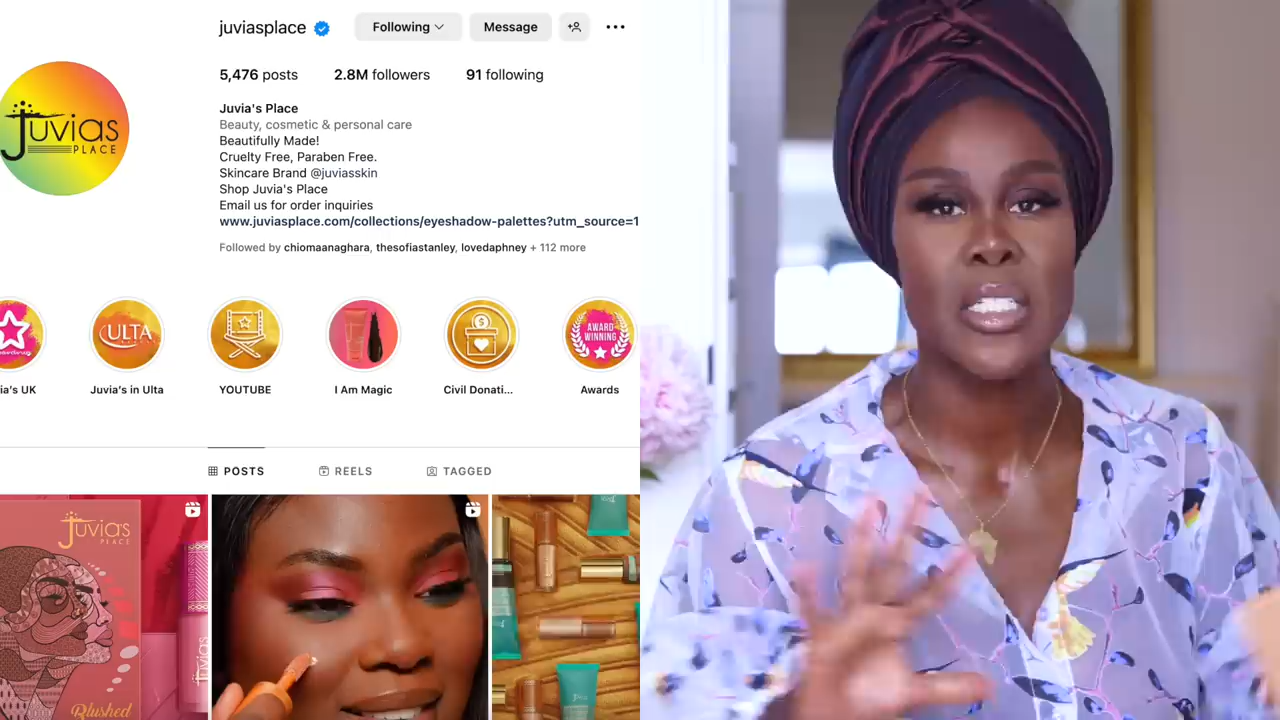 juviasplace
Following
Message
5,476 posts
2.8M followers
91 following
Juvias
PLACE
Juvia's Place
Beauty, cosmetic & personal care
Beautifully Made!
Cruelty Free, Paraben Free.
Skincare Brand @juviasskin
Shop Juvia's Place
Email us for order inquiries
www.juviasplace.com/collections/eyeshadow-palettes?utm_source=1
Followed by chiomaanaghara, thesofiastanley, lovedaphney + 112 more
ULTA
AWARD
WINNING
ia's UK
Juvia's in Ulta
YOUTUBE
I Am Magic
Civil Donati...
Awards
POSTS
REELS
TAGGED
Juvia's
PLACE
Juvia's
Blushed